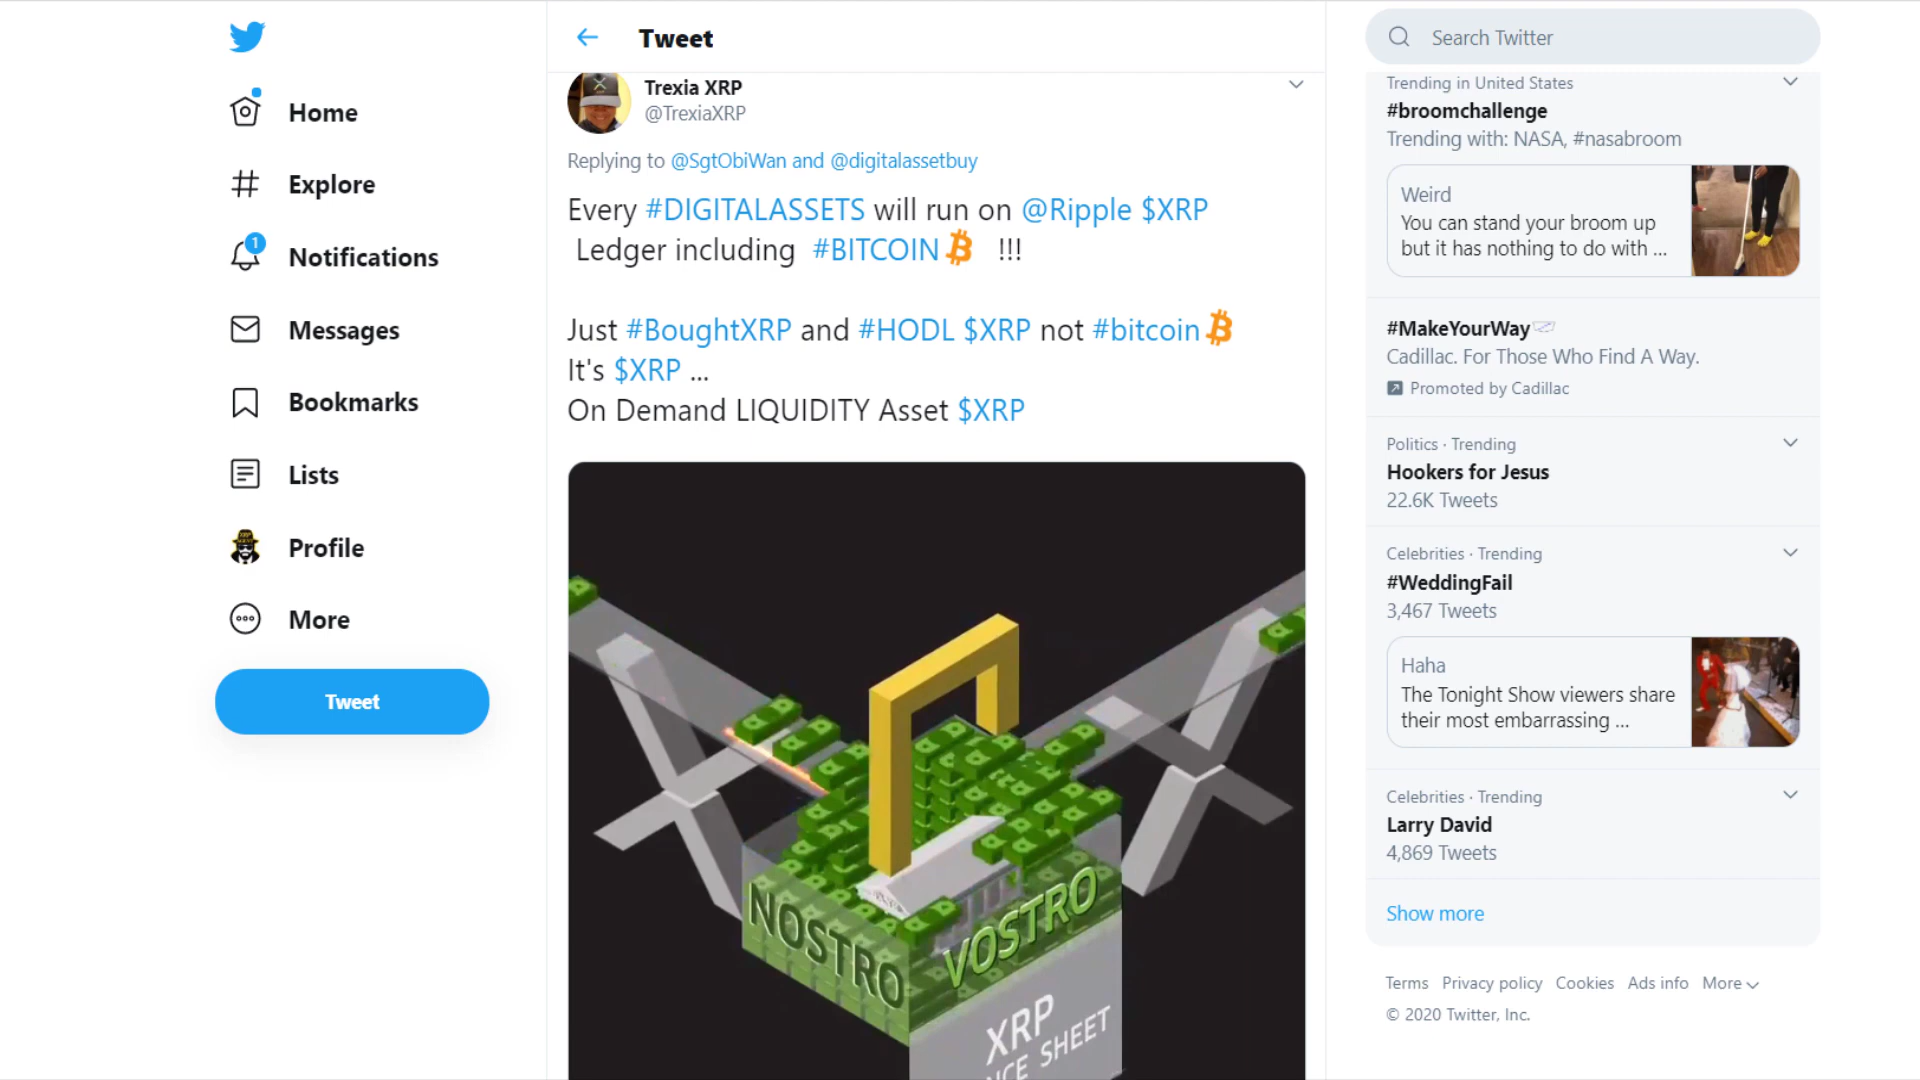 Home
Explore
1
Notifications
Messages
Bookmarks
Lists
Profile
More
Tweet
Tweet
Trexia XRP
@TrexiaXRP
Replying to @SgtObiWan and @digitalassetbuy
Every #DIGITALASSETS will run on @Ripple $XRP
Ledger including #BITCOIN !!!
Just #BoughtXRP and #HODL $XRP not #bitcoin
It's $XRP ...
On Demand LIQUIDITY Asset $XRP
NOSTRO
VOSTRO
XRP
SHEET
Search Twitter
Trending in United States
#broomchallenge
Trending with: NASA, #nasabroom
Weird
You can stand your broom up
but it has nothing to do with ...
#MakeYourWay
Cadillac. For Those Who Find A Way.
Promoted by Cadillac
Politics · Trending
Hookers for Jesus
22.6K Tweets
Celebrities · Trending
#WeddingFail
3,467 Tweets
Haha
The Tonight Show viewers share
their most embarrassing ...
Celebrities · Trending
Larry David
4,869 Tweets
Show more
Terms Privacy policy Cookies Ads info More
© 2020 Twitter, Inc.